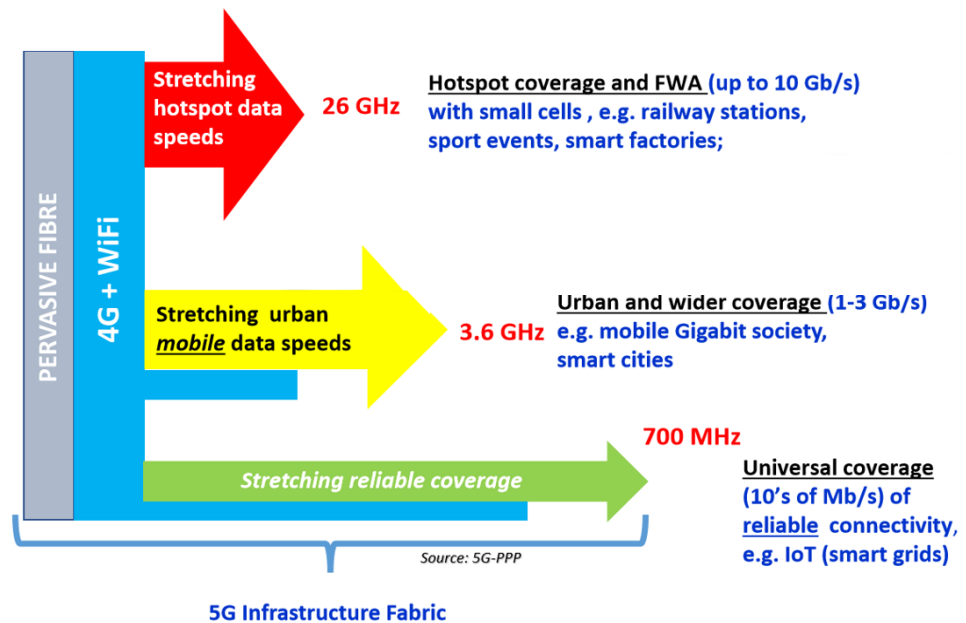 PERVASIVE FIBRE
4G + WiFi
Stretching
hotspot data
speeds
26 GHz
Hotspot coverage and FWA (up to 10 Gb/s)
with small cells , e.g. railway stations,
sport events, smart factories;
Stretching urban
mobile data speeds
3.6 GHz
Urban and wider coverage (1-3 Gb/s)
e.g. mobile Gigabit society,
smart cities
Stretching reliable coverage
700 MHz
Universal coverage
(10’s of Mb/s) of
reliable connectivity,
e.g. IoT (smart grids)
Source: 5G-PPP
5G Infrastructure Fabric